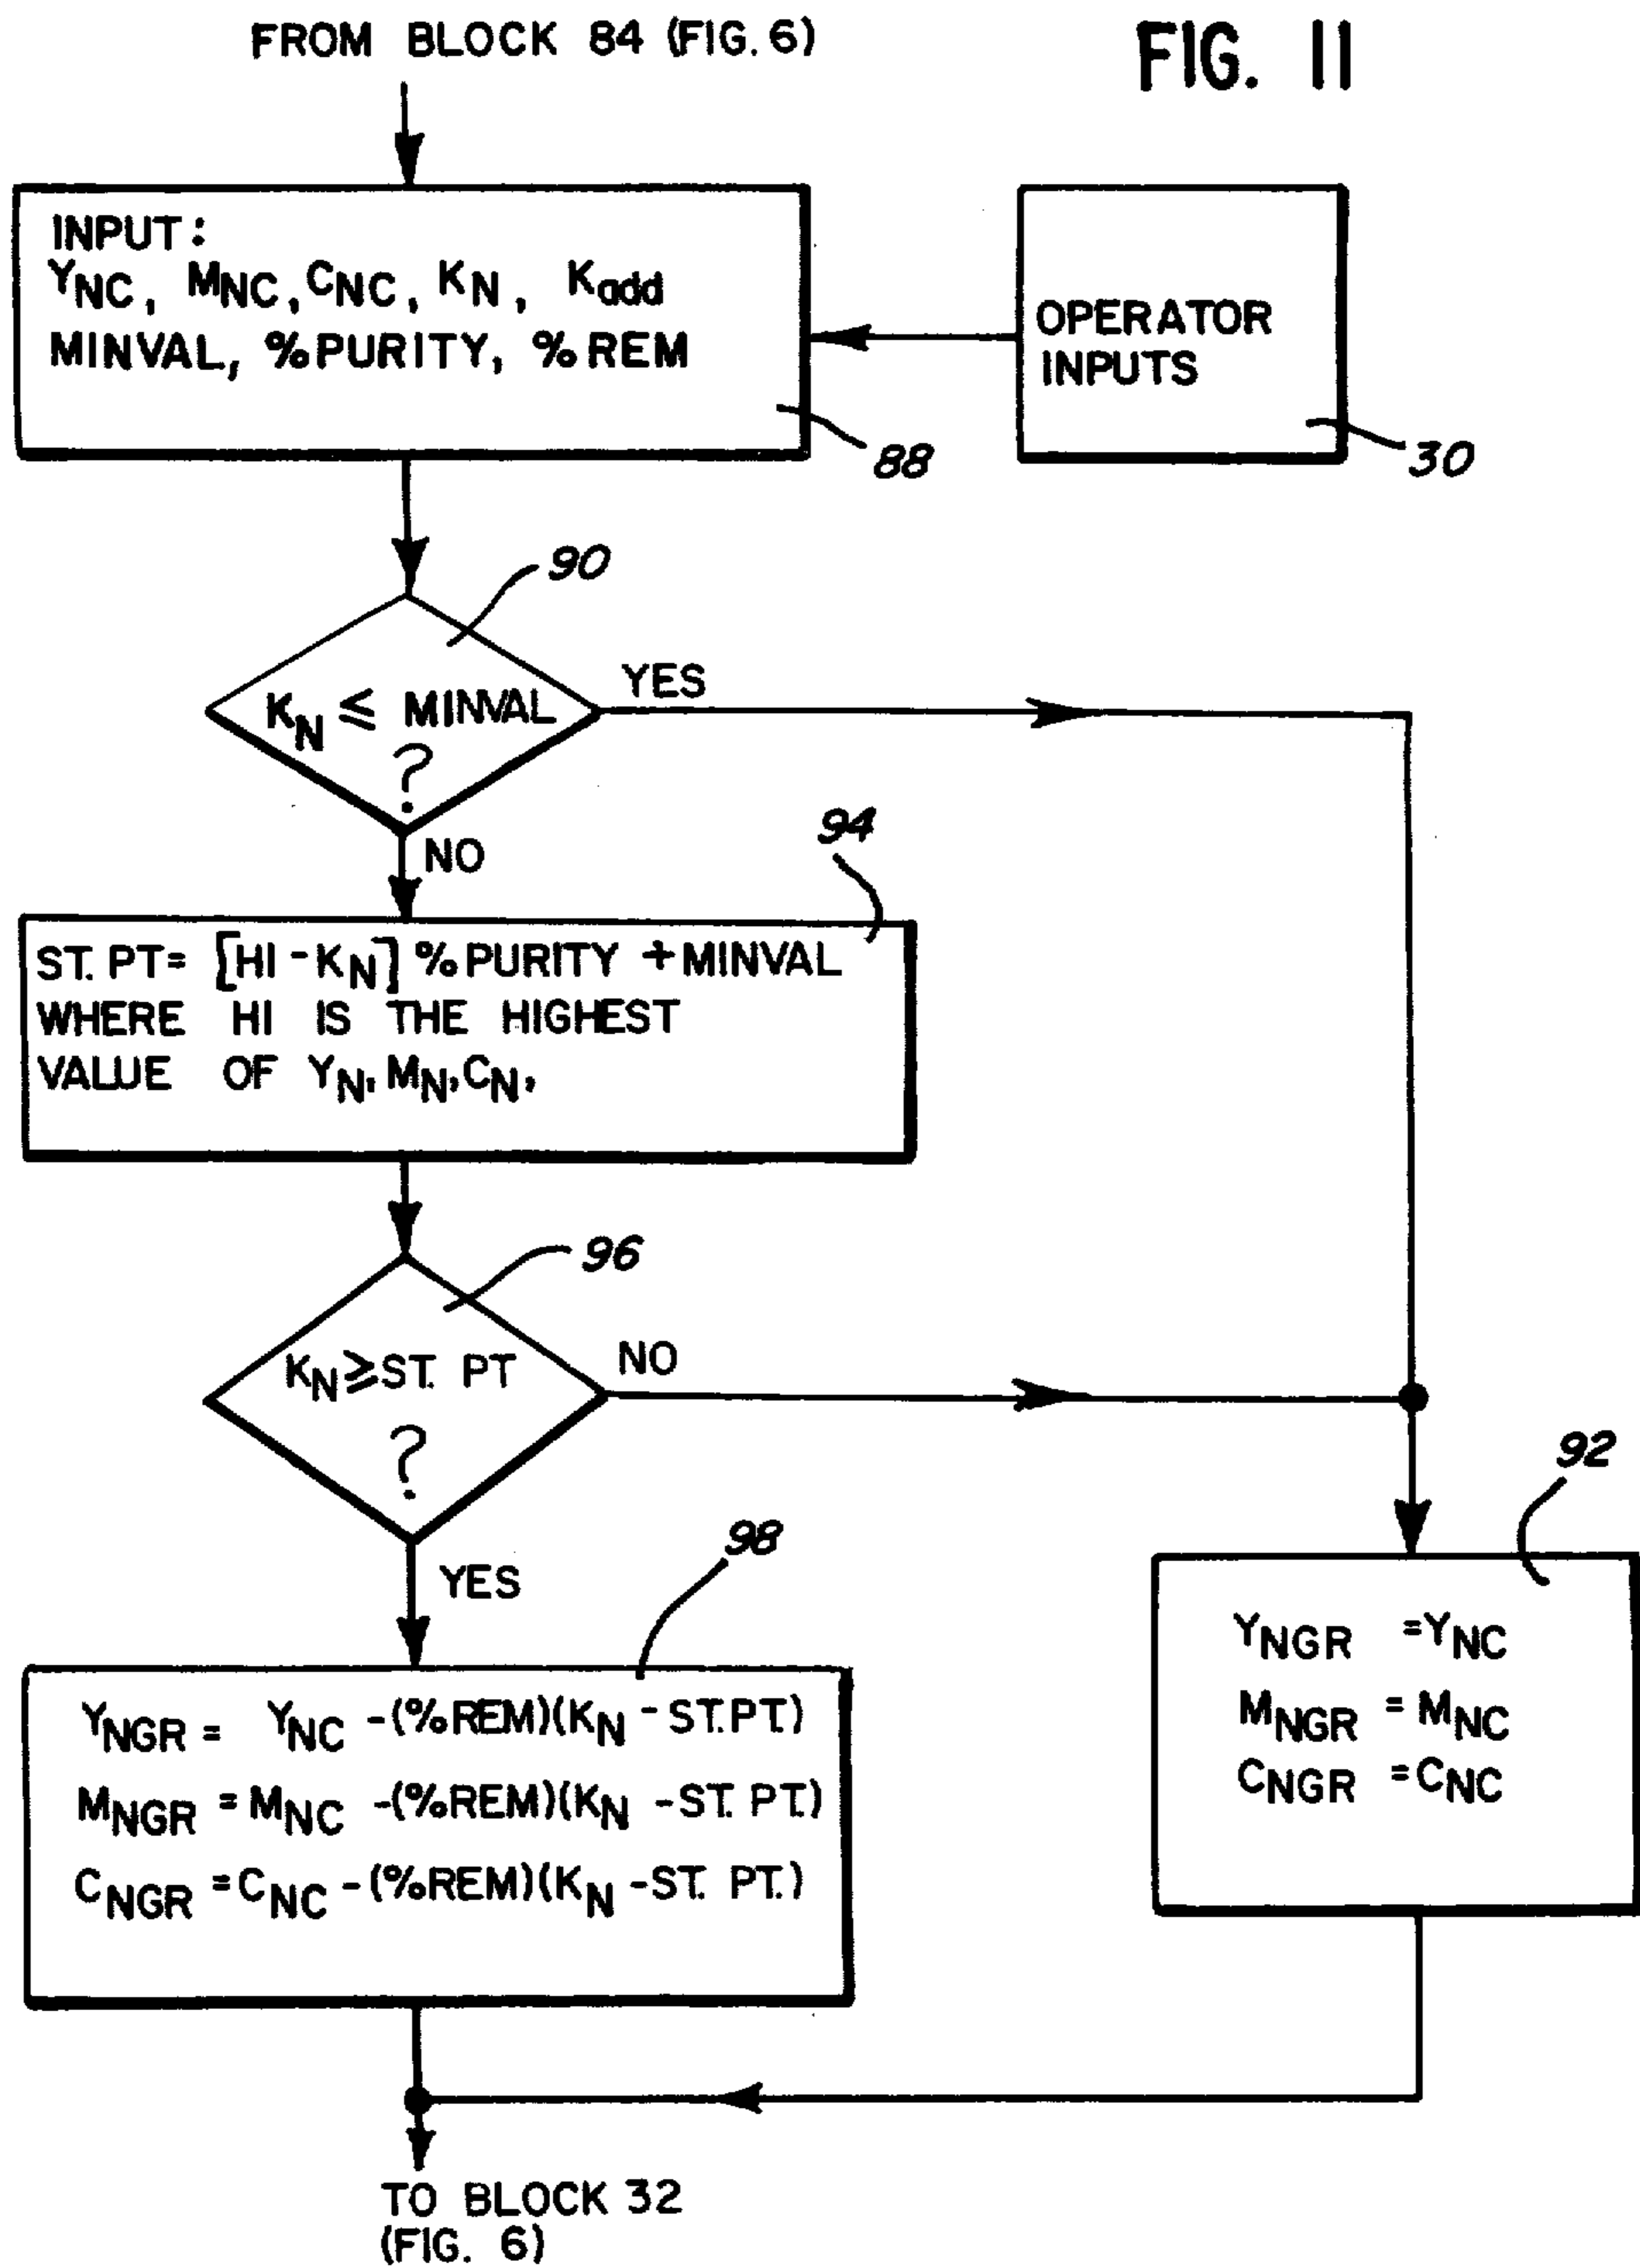 FROM BLOCK 84 (FIG. 6)
FIG. 11
INPUT:
YNC, MNC, CNC, KN, Kadd
MINVAL, %PURITY, %REM
88
OPERATOR
INPUTS
30
90
KN ≤ MINVAL
?
YES
NO
94
ST. PT= [HI-KN] %PURITY +MINVAL
WHERE HI IS THE HIGHEST
VALUE OF YN, MN, CN,
96
KN ≥ ST. PT
?
NO
YES
92
YNGR =YNC
MNGR = MNC
CNGR =CNC
98
YNGR = YNC -(%REM)(KN -ST.PT.)
MNGR = MNC -(%REM)(KN -ST. PT.)
CNGR =CNC -(%REM)(KN -ST. PT.)
TO BLOCK 32
(FIG. 6)